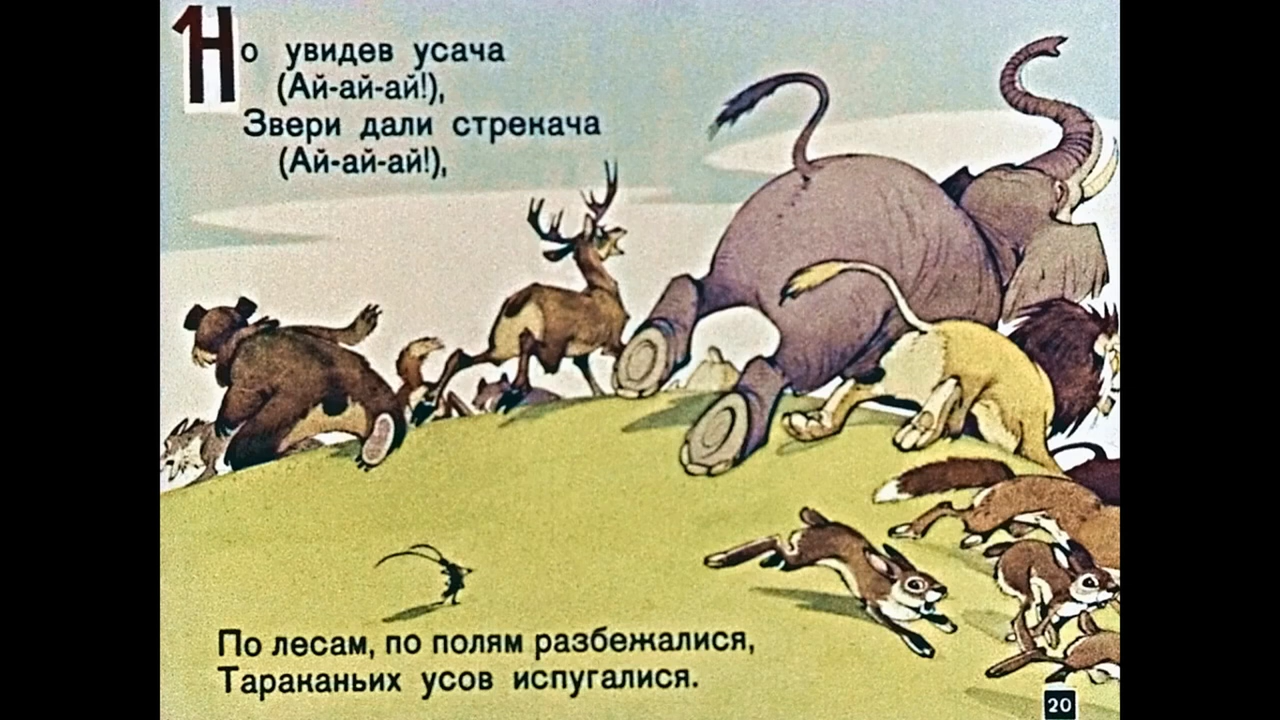 Но увидев усача
(Ай-ай-ай!),
Звери дали стрекача
(Ай-ай-ай!),
По лесам, по полям разбежалися,
Тараканьих усов испугалися.
20